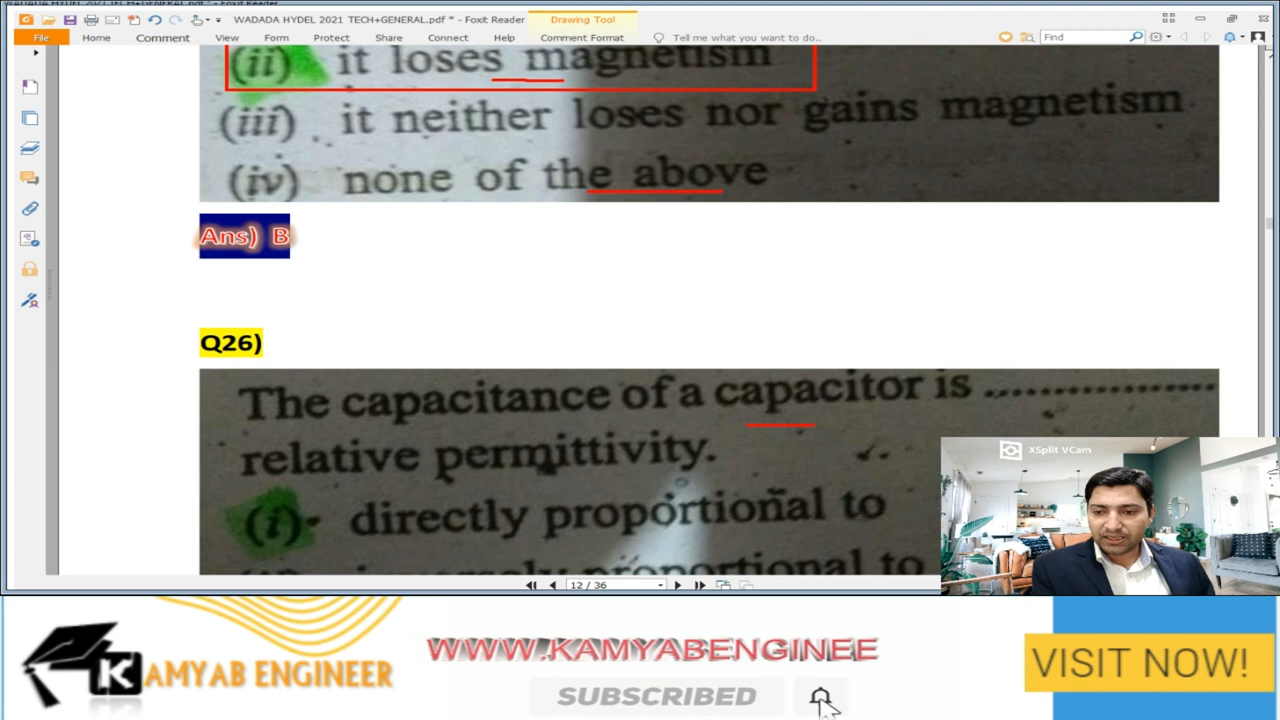 WADADA HYDEL 2021 TECH+GENERAL.pdf * - Foxit Reader
Drawing Tool
File Home Comment View Form Protect Share Connect Help Comment Format Tell me what you want to do.. Find
(ii) it loses magnetism
(iii) it neither loses nor gains magnetism
(iv) none of the above
Ans) B
Q26)
The capacitance of a capacitor is ..................
relative permittivity.
(i) directly proportional to
proportional to
12 / 36
XSplit VCam
K
AMYAB ENGINEER
WWW.KAMYABENGINEE
SUBSCRIBED
VISIT NOW!